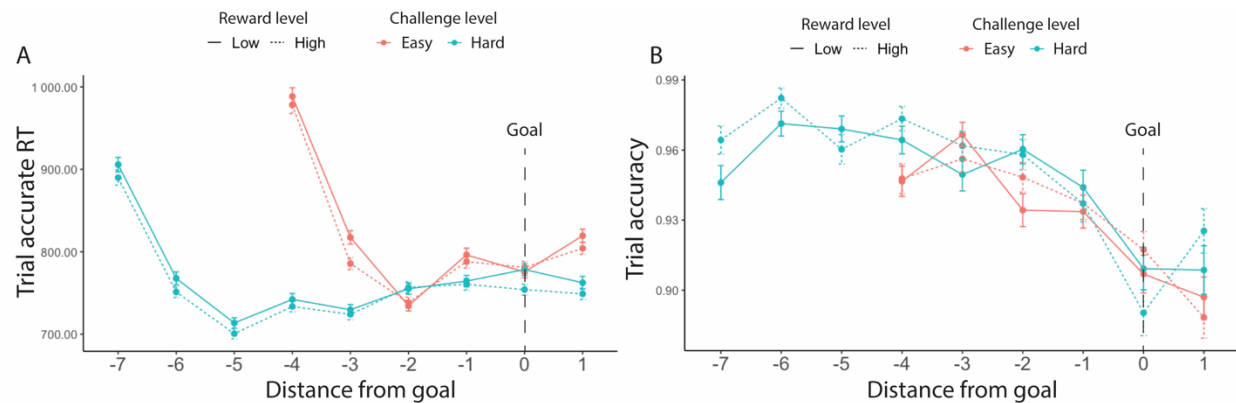 Reward level Challenge level
Low High Easy Hard
A
1 000.00
900.00
800.00
700.00
Trial accurate RT
Goal
-7 -6 -5 -4 -3 -2 -1 0 1
Distance from goal
Reward level Challenge level
Low High Easy Hard
B
0.99
0.96
0.93
0.90
Trial accuracy
Goal
-7 -6 -5 -4 -3 -2 -1 0 1
Distance from goal